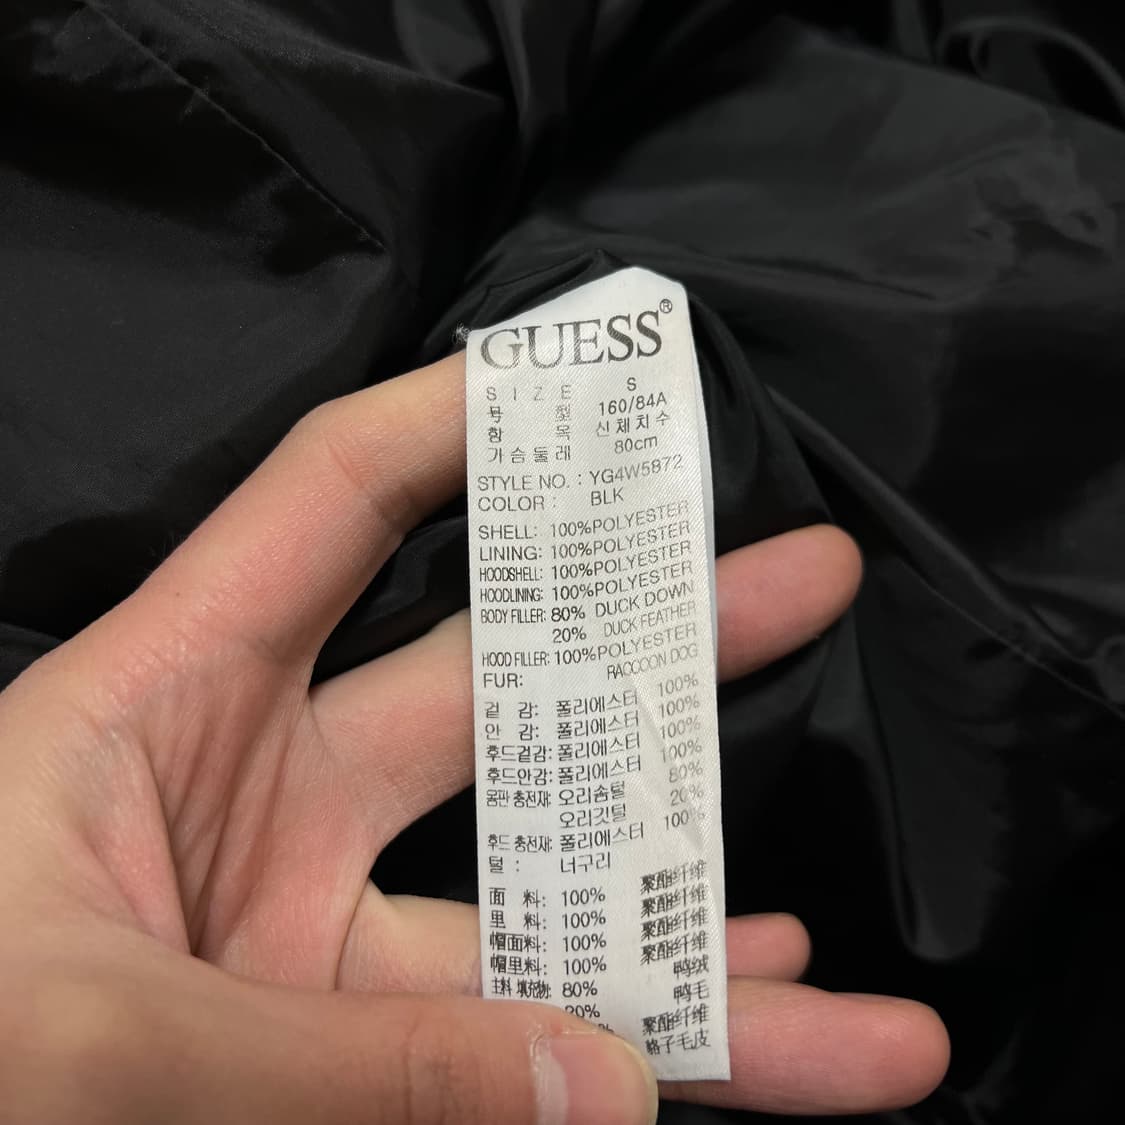 GUESS®
SIZE S
号型 160/84A
항목 신체치수
가슴둘레 80cm
STYLE NO. : YG4W5872
COLOR : BLK
SHELL: 100%POLYESTER
LINING: 100%POLYESTER
HOODSHELL: 100%POLYESTER
HOODLINING: 100%POLYESTER
BODY FILLER: 80% DUCK DOWN
20% DUCK FEATHER
HOOD FILLER: 100%POLYESTER
FUR: RACCOON DOG
겉감: 폴리에스터 100%
안감: 폴리에스터 100%
후드겉감: 폴리에스터 100%
후드안감: 폴리에스터 100%
몸판 충전재: 오리솜털 80%
오리깃털 20%
후드 충전재: 폴리에스터 100%
털 : 너구리
面料: 100% 聚酯纤维
里料: 100% 聚酯纤维
帽面料: 100% 聚酯纤维
帽里料: 100% 聚酯纤维
主料 填充物: 80% 鸭绒
20% 鸭毛
% 聚酯纤维
貉子毛皮